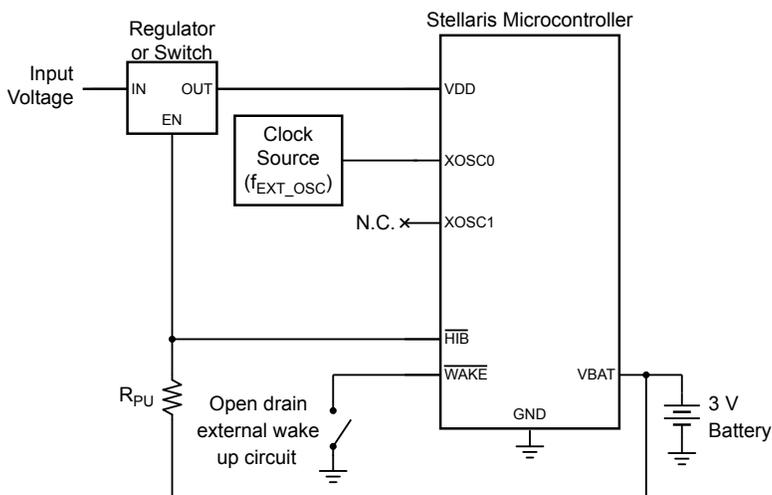 Stellaris Microcontroller
Regulator
or Switch
Input
Voltage
IN OUT
EN
VDD
Clock
Source
(fEXT_OSC)
XOSC0
N.C.
XOSC1
HIB
WAKE
VBAT
RPU
Open drain
external wake
up circuit
GND
3 V
Battery